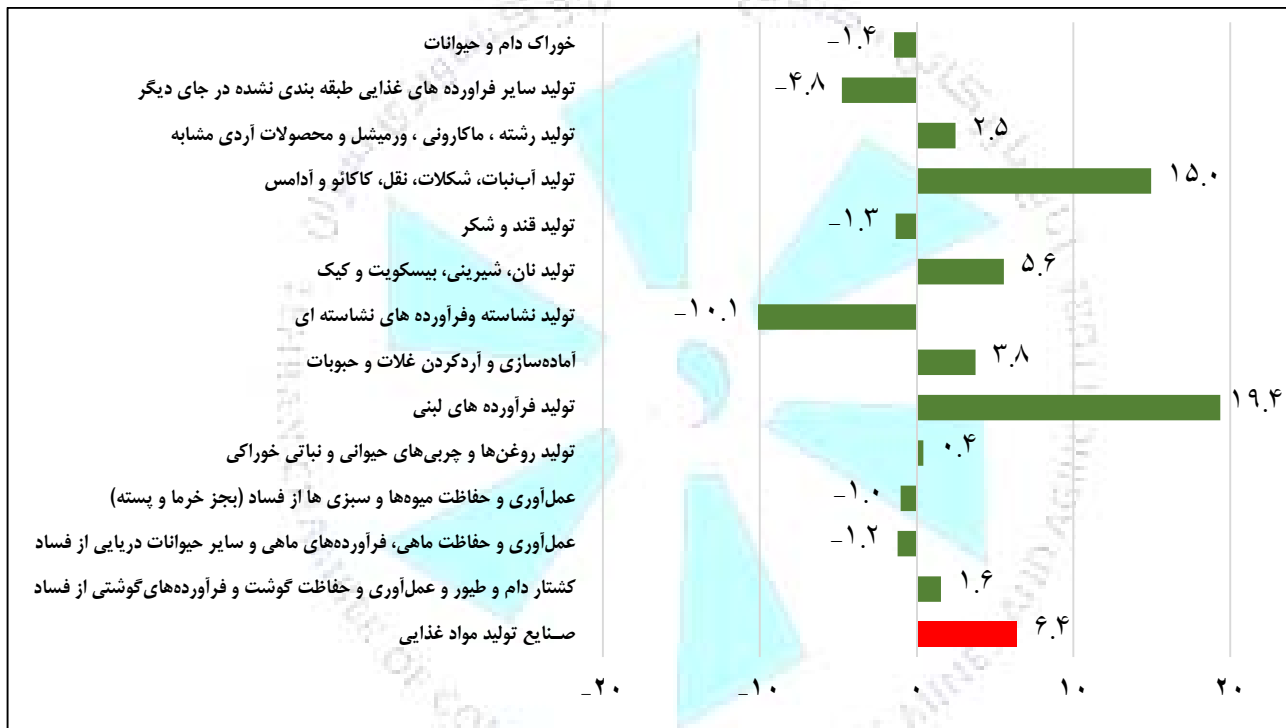 خوراک دام و حیوانات
−۱.۴
تولید سایر فراورده های غذایی طبقه بندی نشده در جای دیگر
−۴.۸
تولید رشته ، ماکارونی ، ورمیشل و محصولات آردی مشابه
۲.۵
تولید آب‌نبات، شکلات، نقل، کاکائو و آدامس
۱۵.۰
تولید قند و شکر
−۱.۳
تولید نان، شیرینی، بیسکویت و کیک
۵.۶
تولید نشاسته وفرآورده های نشاسته ای
−۱۰.۱
آماده‌سازی و آردکردن غلات و حبوبات
۳.۸
تولید فرآورده های لبنی
۱۹.۴
تولید روغن‌ها و چربی‌های حیوانی و نباتی خوراکی
۰.۴
عمل‌آوری و حفاظت میوه‌ها و سبزی ها از فساد (بجز خرما و پسته)
−۱.۰
عمل‌آوری و حفاظت ماهی، فرآورده‌های ماهی و سایر حیوانات دریایی از فساد
−۱.۲
کشتار دام و طیور و عمل‌آوری و حفاظت گوشت و فرآورده‌های‌گوشتی از فساد
۱.۶
صـنایع تولید مواد غذایی
۶.۴
−۲۰ −۱۰ ۰ ۱۰ ۲۰